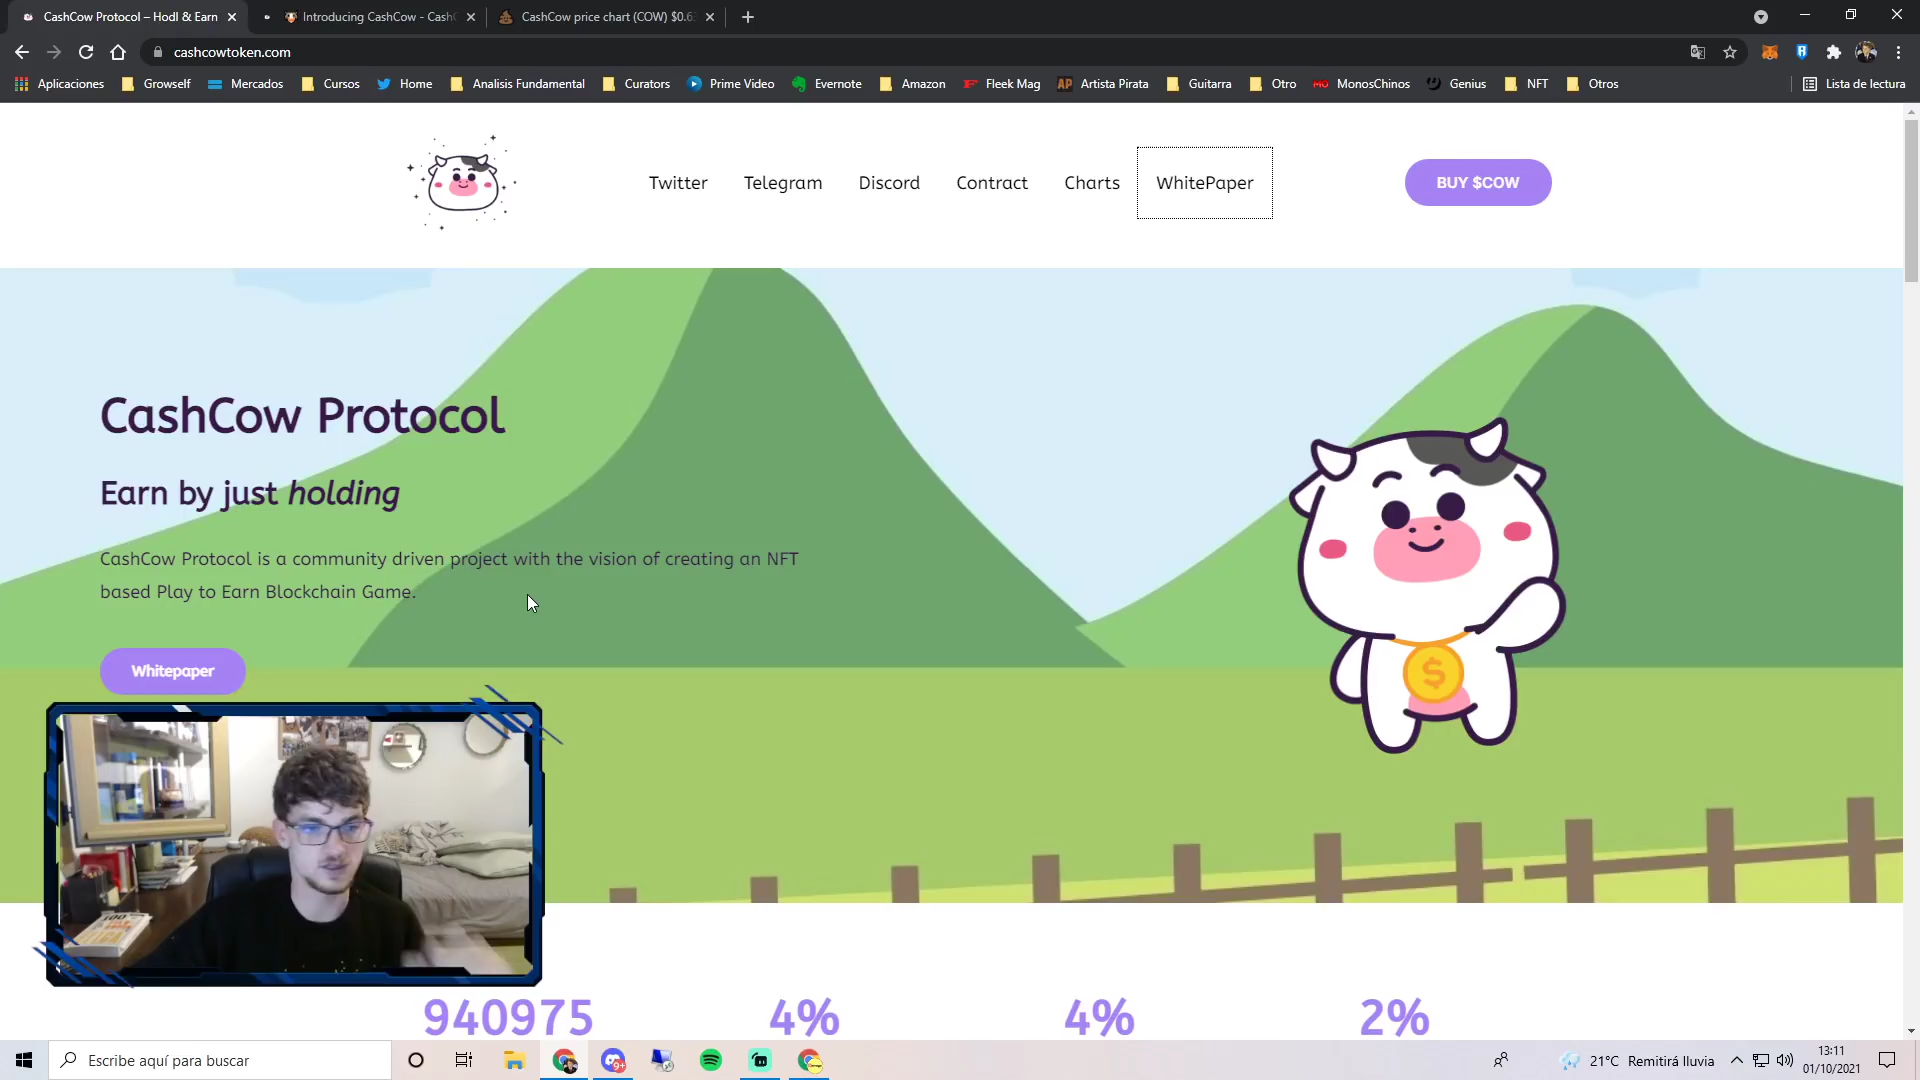 CashCow Protocol – Hodl & Earn
Introducing CashCow - Cash
CashCow price chart (COW) $0.6
cashcowtoken.com
Aplicaciones
Growself
Mercados
Cursos
Home
Analisis Fundamental
Curators
Prime Video
Evernote
Amazon
Fleek Mag
AP Artista Pirata
Guitarra
Otro
MO MonosChinos
Genius
NFT
Otros
Lista de lectura
Twitter
Telegram
Discord
Contract
Charts
WhitePaper
BUY $COW
CashCow Protocol
Earn by just holding
CashCow Protocol is a community driven project with the vision of creating an NFT
based Play to Earn Blockchain Game.
Whitepaper
$
100
940975
4%
4%
2%
Escribe aquí para buscar
9+
21°C Remitirá lluvia
13:11
01/10/2021